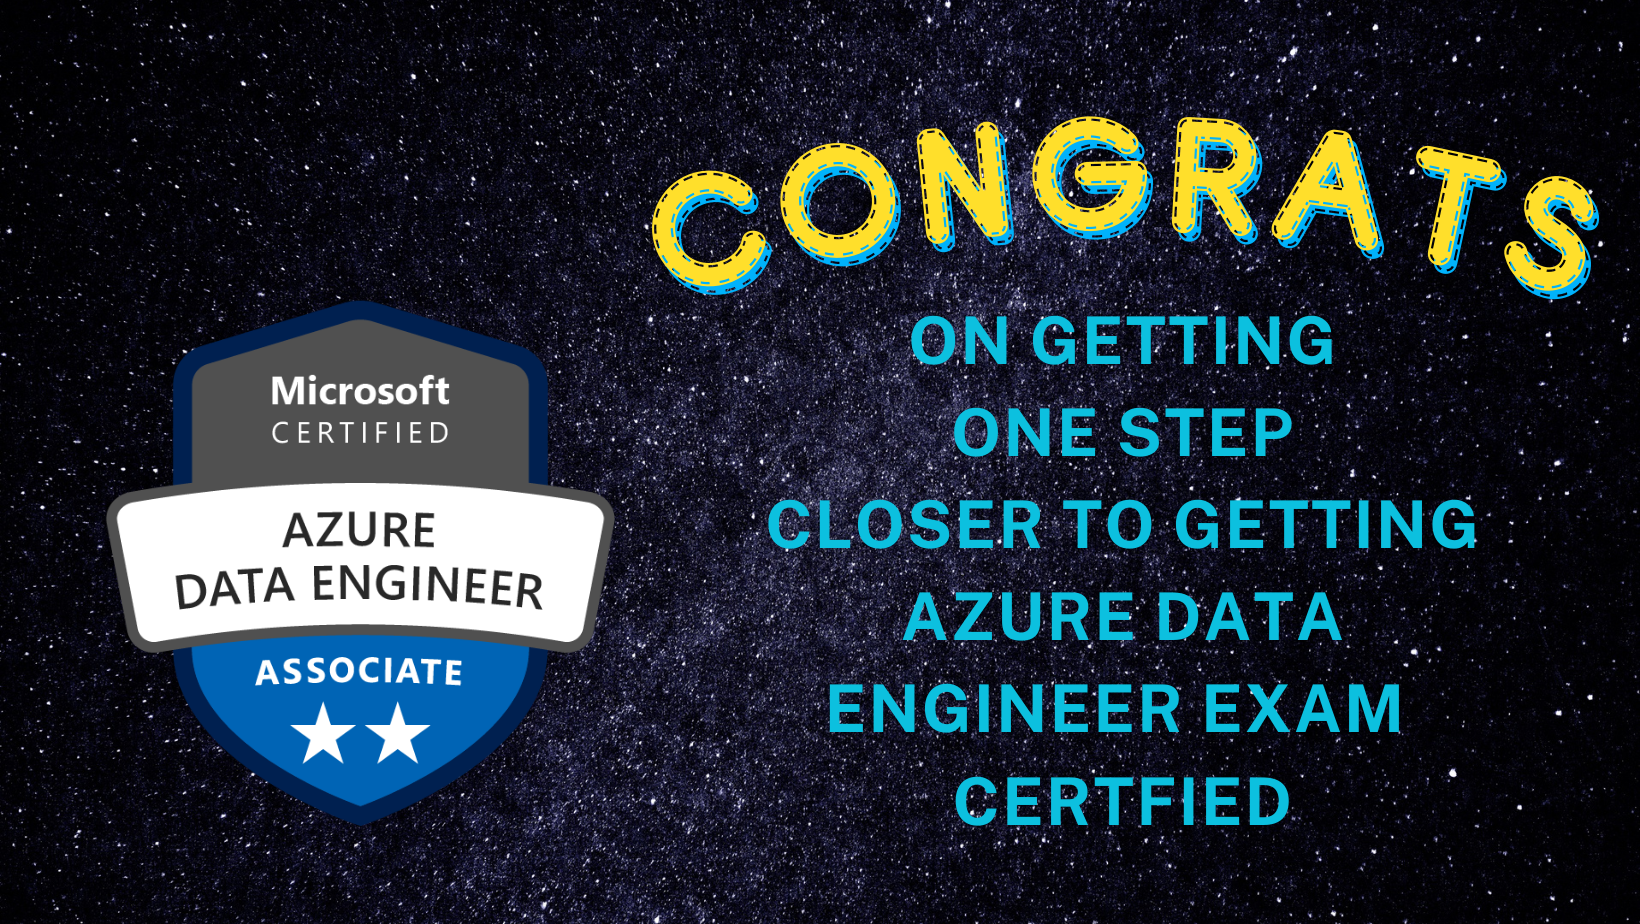 CONGRATS
ON GETTING
ONE STEP
CLOSER TO GETTING
AZURE DATA
ENGINEER EXAM
CERTFIED
Microsoft
CERTIFIED
AZURE
DATA ENGINEER
ASSOCIATE